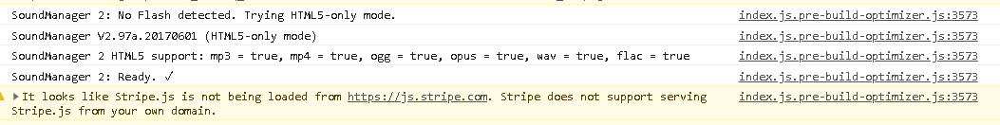 SoundManager 2: No Flash detected. Trying HTML5-only mode. index.js.pre-build-optimizer.js:3573
SoundManager V2.97a.20170601 (HTML5-only mode) index.js.pre-build-optimizer.js:3573
SoundManager 2 HTML5 support: mp3 = true, mp4 = true, ogg = true, opus = true, wav = true, flac = true index.js.pre-build-optimizer.js:3573
SoundManager 2: Ready. ✓ index.js.pre-build-optimizer.js:3573
It looks like Stripe.js is not being loaded from https://js.stripe.com. Stripe does not support serving index.js.pre-build-optimizer.js:3573
Stripe.js from your own domain.